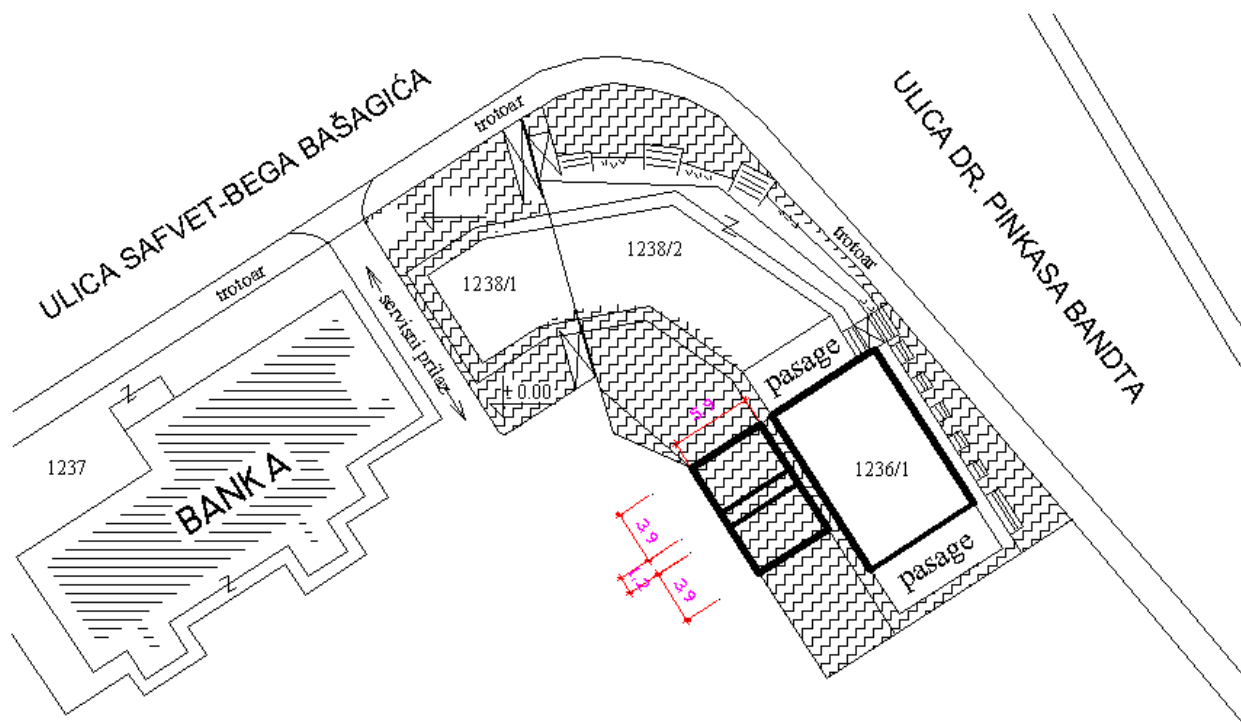 ULICA SAFVET-BEGA BAŠAGIĆA
trotoar
trotoar
ULICA DR. PINKASA BANDTA
trotoar
Z
1238/2
1238/1
servisni prilaz
± 0.00
pasage
5,9
1236/1
pasage
3,9
1,2
3,9
Z
1237
BANKA
Z